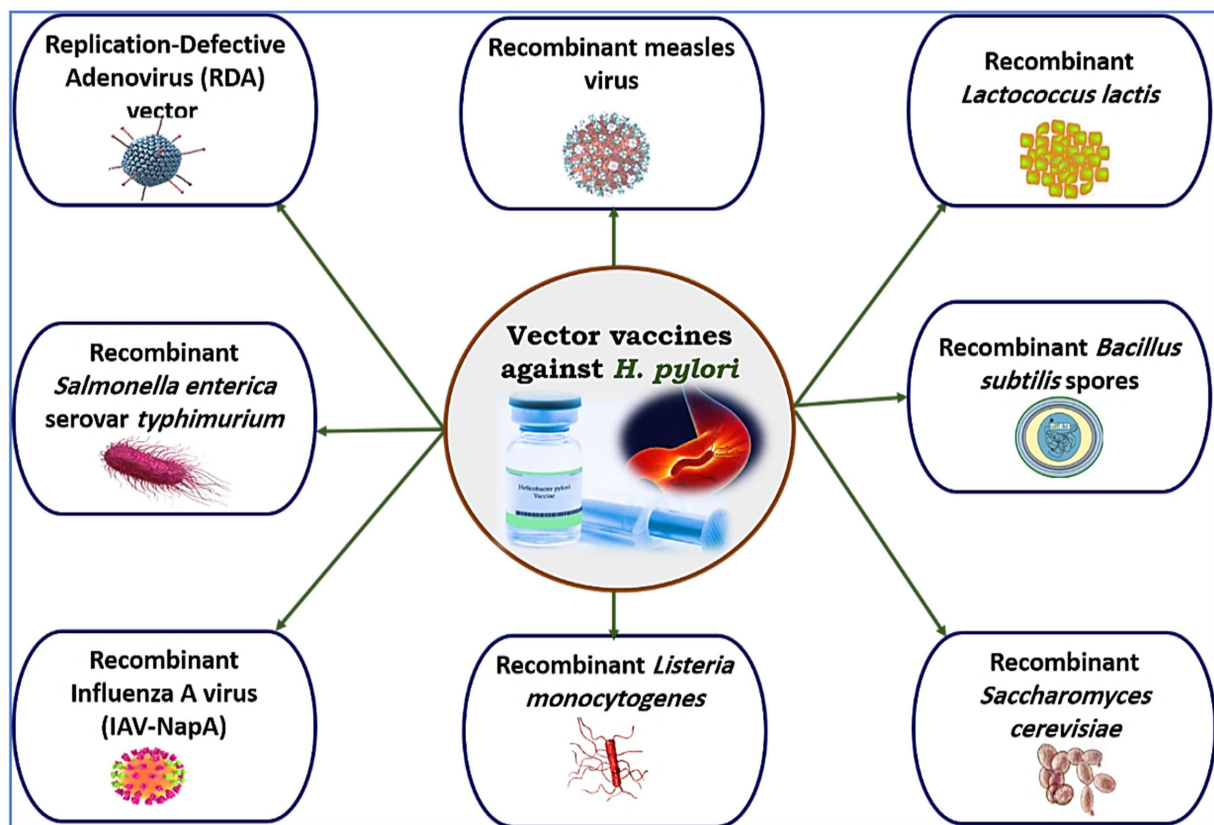 Replication-Defective
Adenovirus (RDA)
vector
Recombinant measles
virus
Recombinant
Lactococcus lactis
Recombinant
Salmonella enterica
serovar typhimurium
Vector vaccines
against H. pylori
Helicobacter pylori
Vaccine
Recombinant Bacillus
subtilis spores
Recombinant
Influenza A virus
(IAV-NapA)
Recombinant Listeria
monocytogenes
Recombinant
Saccharomyces
cerevisiae